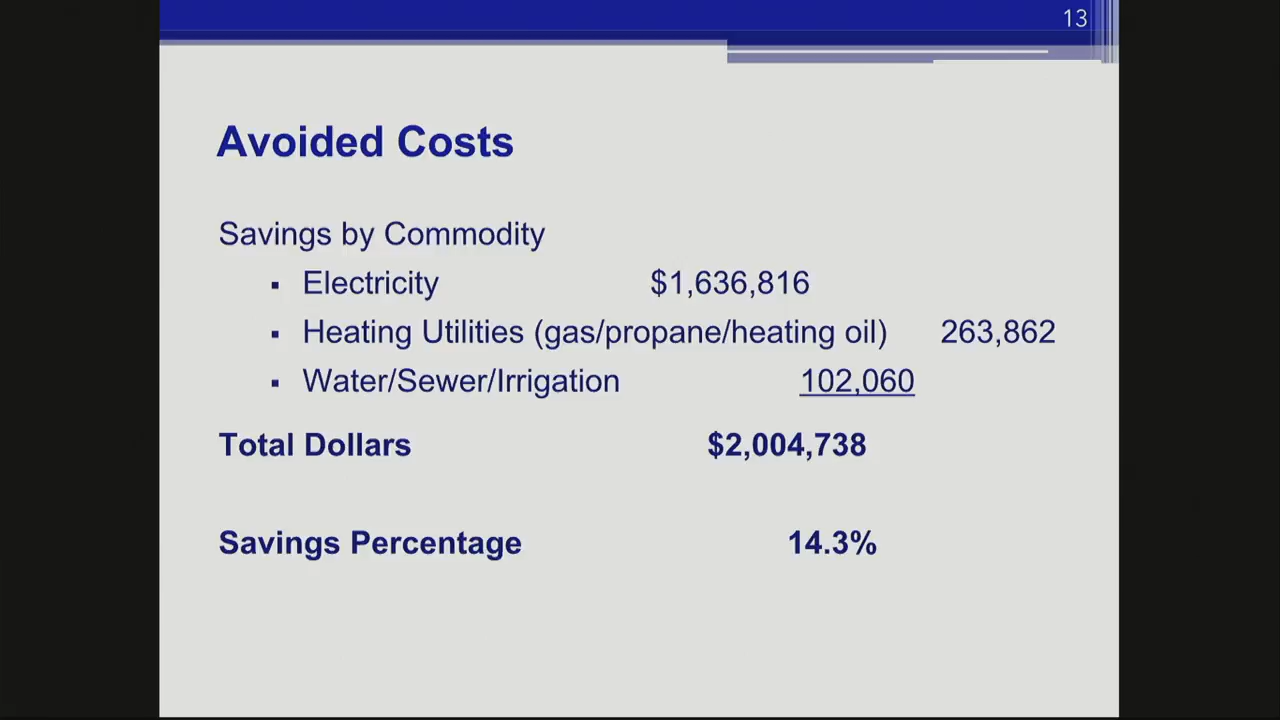 13
Avoided Costs
Savings by Commodity
▪ Electricity $1,636,816
▪ Heating Utilities (gas/propane/heating oil) 263,862
▪ Water/Sewer/Irrigation 102,060
Total Dollars $2,004,738
Savings Percentage 14.3%